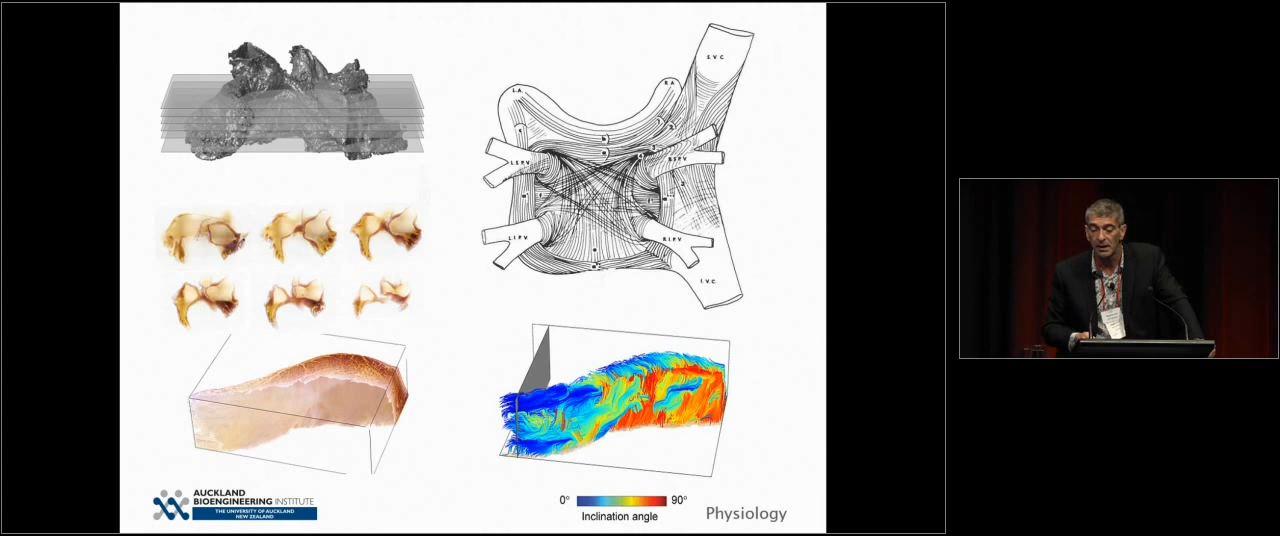 S.V.C.
L.A.
R.A.
L.S.P.V.
R.S.P.V.
L.I.P.V.
R.I.P.V.
I.V.C.
AUCKLAND
BIOENGINEERING INSTITUTE
THE UNIVERSITY OF AUCKLAND
NEW ZEALAND
0° 90°
Inclination angle
Physiology